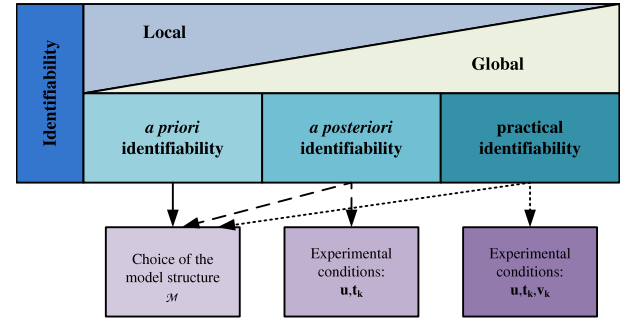 Identifiability
Local
Global
a priori
identifiability
a posteriori
identifiability
practical
identifiability
Choice of the
model structure
ℳ
Experimental
conditions:
u,tₖ
Experimental
conditions:
u,tₖ,vₖ